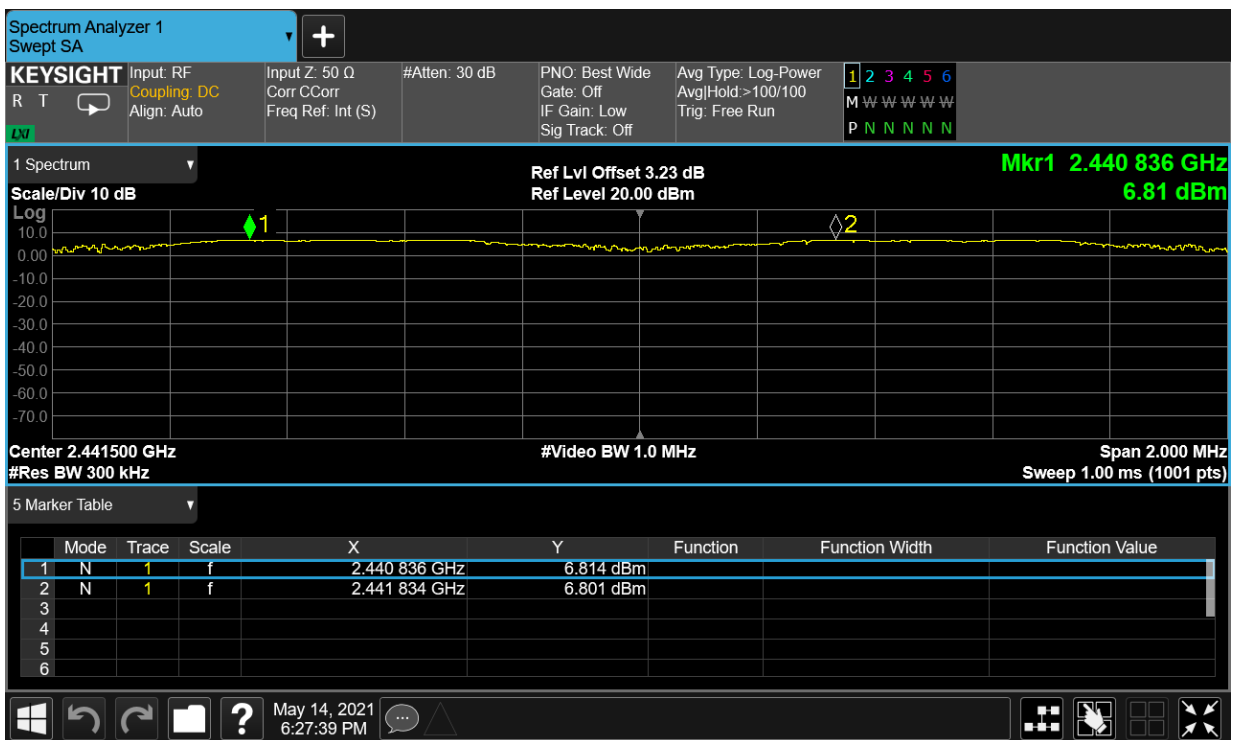 Spectrum Analyzer 1
Swept SA
KEYSIGHT
R T
LXI
Input: RF
Coupling: DC
Align: Auto
Input Z: 50 Ω
Corr CCorr
Freq Ref: Int (S)
#Atten: 30 dB
PNO: Best Wide
Gate: Off
IF Gain: Low
Sig Track: Off
Avg Type: Log-Power
Avg|Hold:>100/100
Trig: Free Run
1 2 3 4 5 6
M W W W W W
P N N N N N
1 Spectrum
Scale/Div 10 dB
Ref Lvl Offset 3.23 dB
Ref Level 20.00 dBm
Mkr1 2.440 836 GHz
6.81 dBm
Log
1
2
10.0
0.00
-10.0
-20.0
-30.0
-40.0
-50.0
-60.0
-70.0
Center 2.441500 GHz
#Video BW 1.0 MHz
Span 2.000 MHz
#Res BW 300 kHz
Sweep 1.00 ms (1001 pts)
5 Marker Table
Mode Trace Scale X Y Function Function Width Function Value
1 N 1 f 2.440 836 GHz 6.814 dBm
2 N 1 f 2.441 834 GHz 6.801 dBm
3
4
5
6
?
May 14, 2021
6:27:39 PM